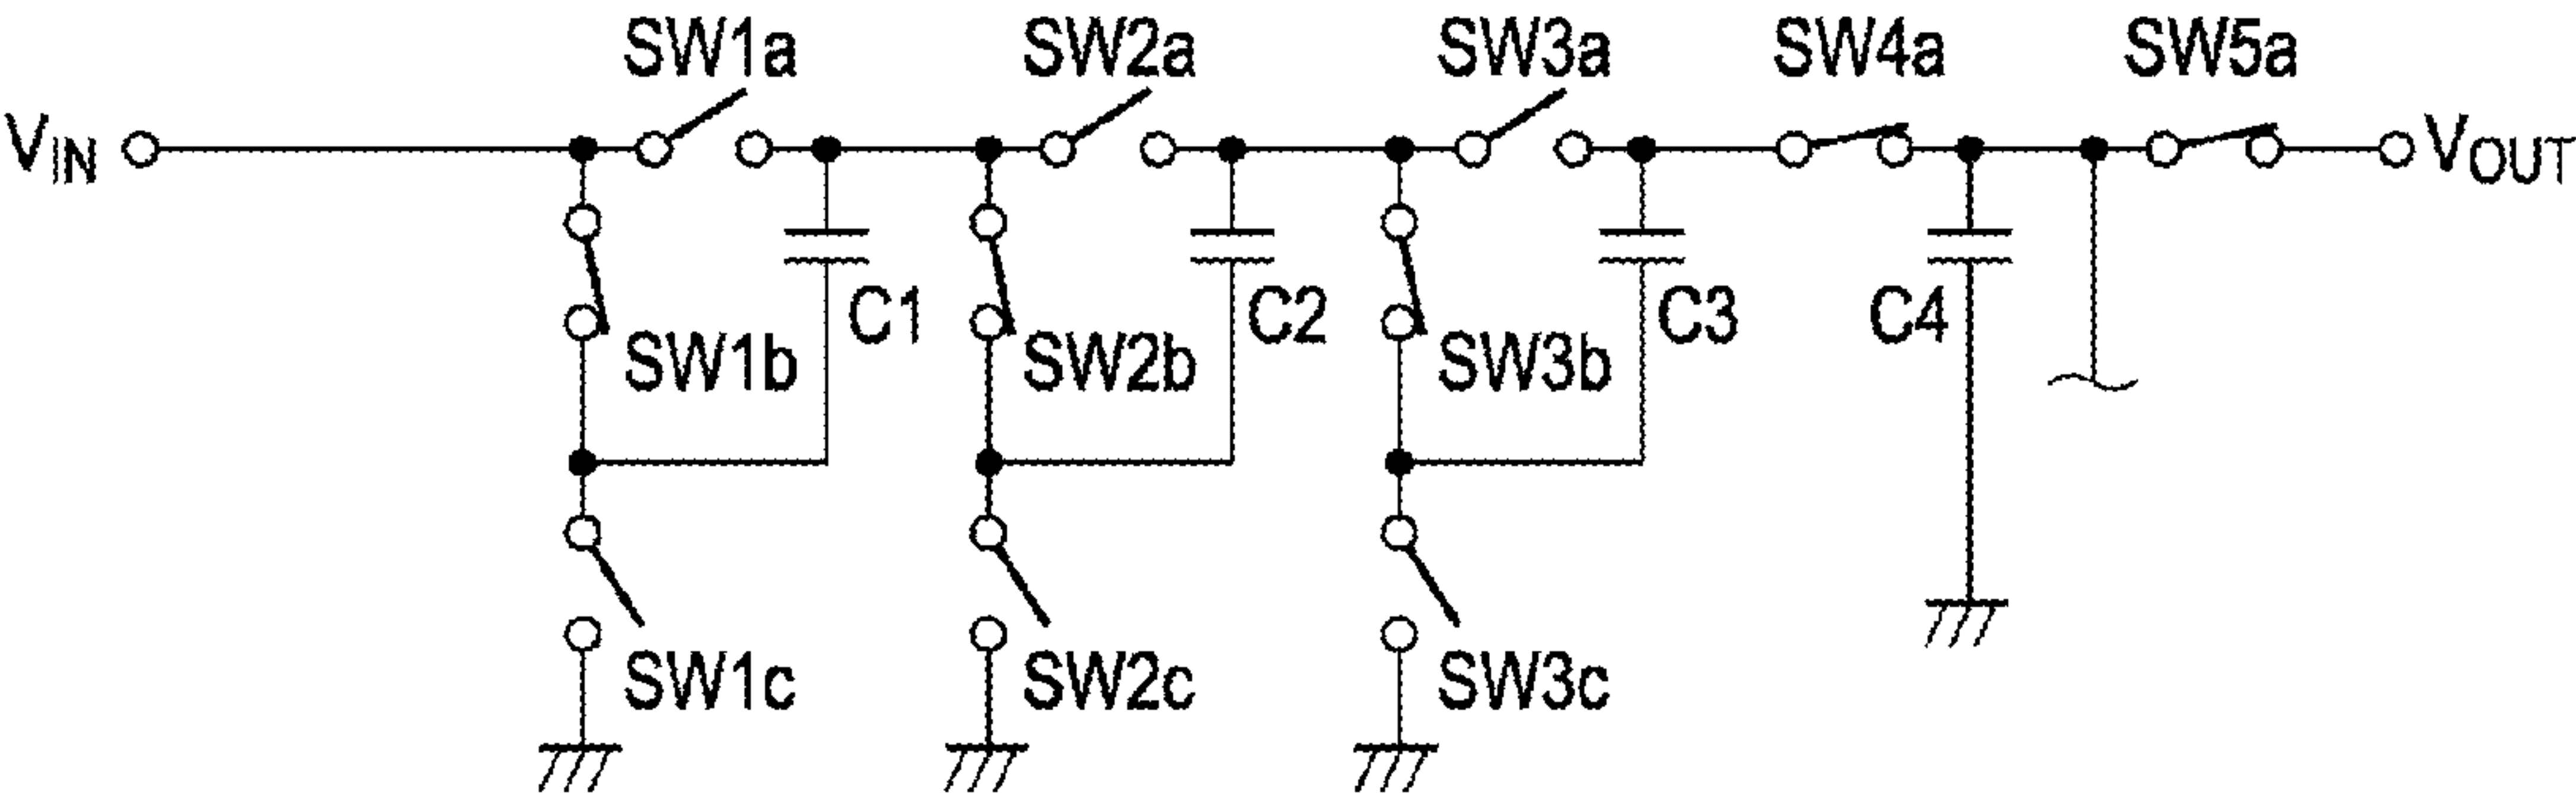 SW1a SW2a SW3a SW4a SW5a
VIN VOUT
C1 C2 C3 C4
SW1b SW2b SW3b
SW1c SW2c SW3c